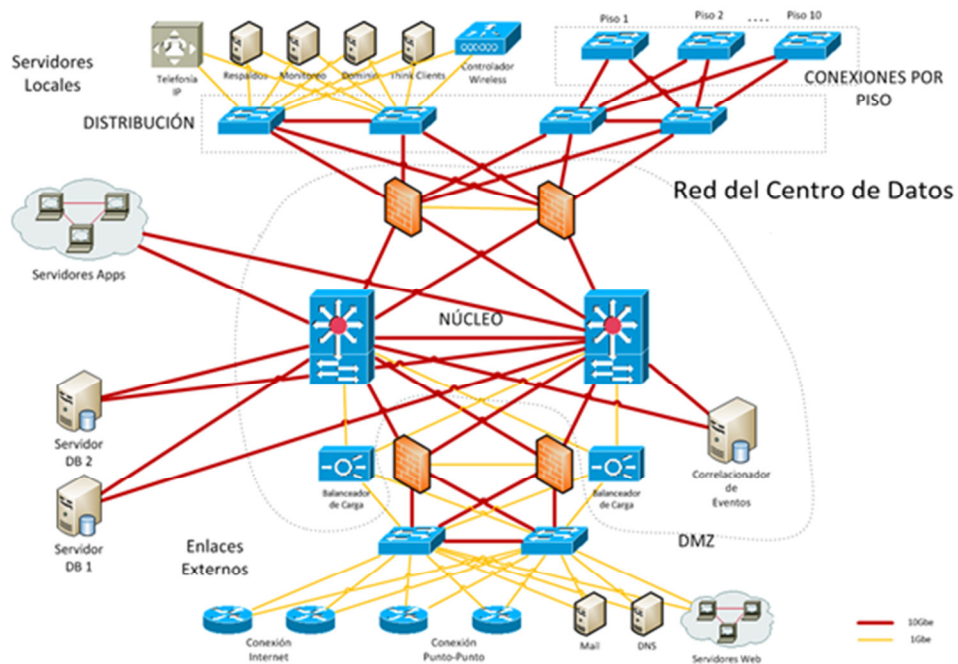 Piso 1
Piso 2
....
Piso 10
Servidores
Locales
Telefonía
IP
Respaldos
Monitoreo
Dominio
Think Clients
Controlador
Wireless
CONEXIONES POR
PISO
DISTRIBUCIÓN
Red del Centro de Datos
Servidores Apps
NÚCLEO
Servidor
DB 2
Balanceador
de Carga
Balanceador
de Carga
Correlacionador
de
Eventos
Servidor
DB 1
Enlaces
Externos
DMZ
Conexión
Internet
Conexión
Punto-Punto
Mail
DNS
Servidores Web
10Gbe
1Gbe